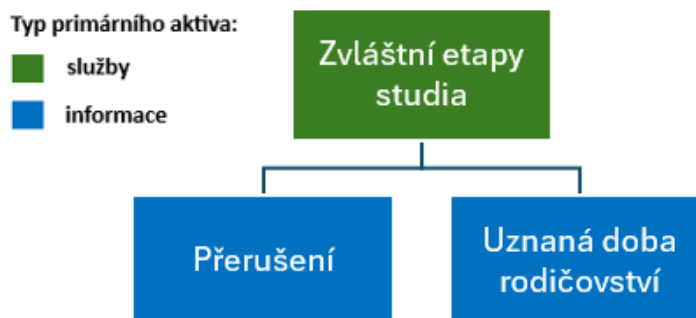 Typ primárního aktiva:
služby
informace
Zvláštní etapy
studia
Přerušení
Uznaná doba
rodičovství